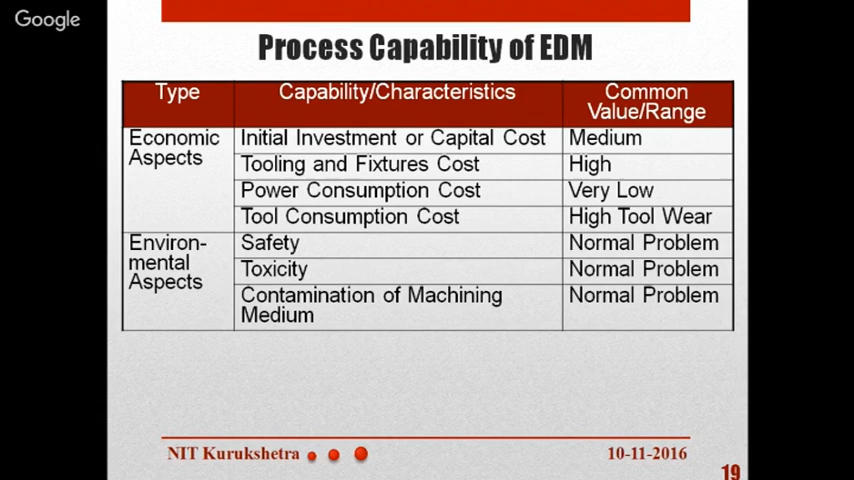 Google
Process Capability of EDM
Type Capability/Characteristics Common
Value/Range
Economic Initial Investment or Capital Cost Medium
Aspects Tooling and Fixtures Cost High
Power Consumption Cost Very Low
Tool Consumption Cost High Tool Wear
Environ- Safety Normal Problem
mental Toxicity Normal Problem
Aspects Contamination of Machining Normal Problem
Medium
NIT Kurukshetra 10-11-2016
19